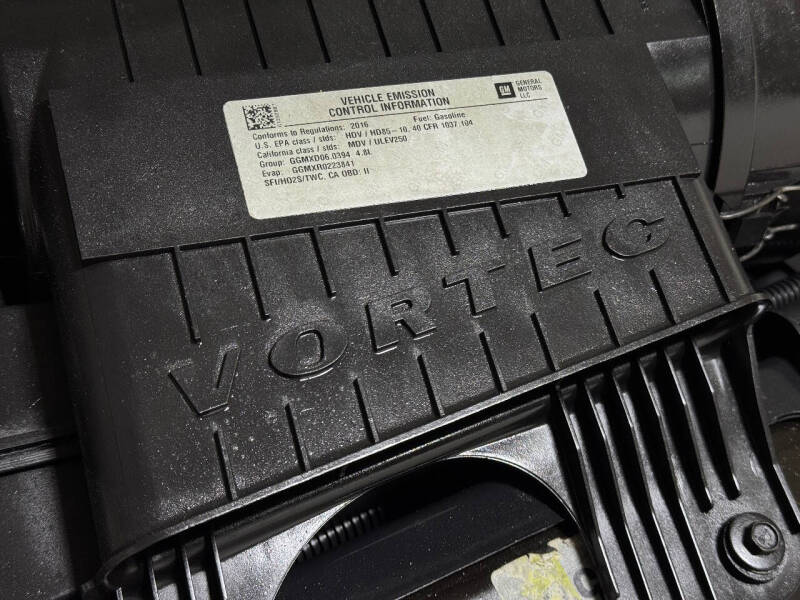 VEHICLE EMISSION
CONTROL INFORMATION
GM GENERAL
MOTORS
LLC
Conforms to Regulations: 2016 Fuel: Gasoline
U.S. EPA class / stds: HDV / HD85-10, 40 CFR 1037.104
California class / stds: MDV / ULEV250
Group: GGMXD06.0394 4.8L
Evap: GGMXR0223841
SFI/HO2S/TWC, CA OBD: II
VORTEC